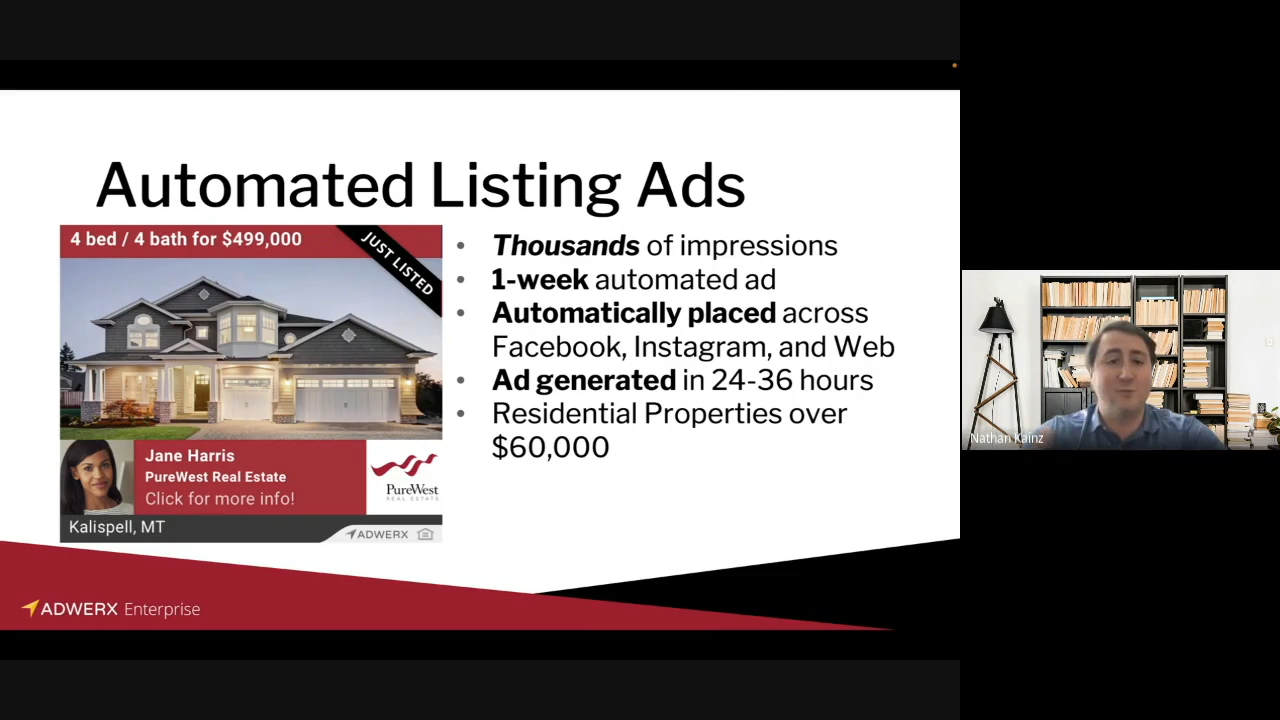 Automated Listing Ads
4 bed / 4 bath for $499,000
JUST LISTED
Jane Harris
PureWest Real Estate
Click for more info!
PureWest
REAL ESTATE
Kalispell, MT
ADWERX
• Thousands of impressions
• 1-week automated ad
• Automatically placed across
Facebook, Instagram, and Web
• Ad generated in 24-36 hours
• Residential Properties over
$60,000
ADWERX Enterprise
Nathan Kainz